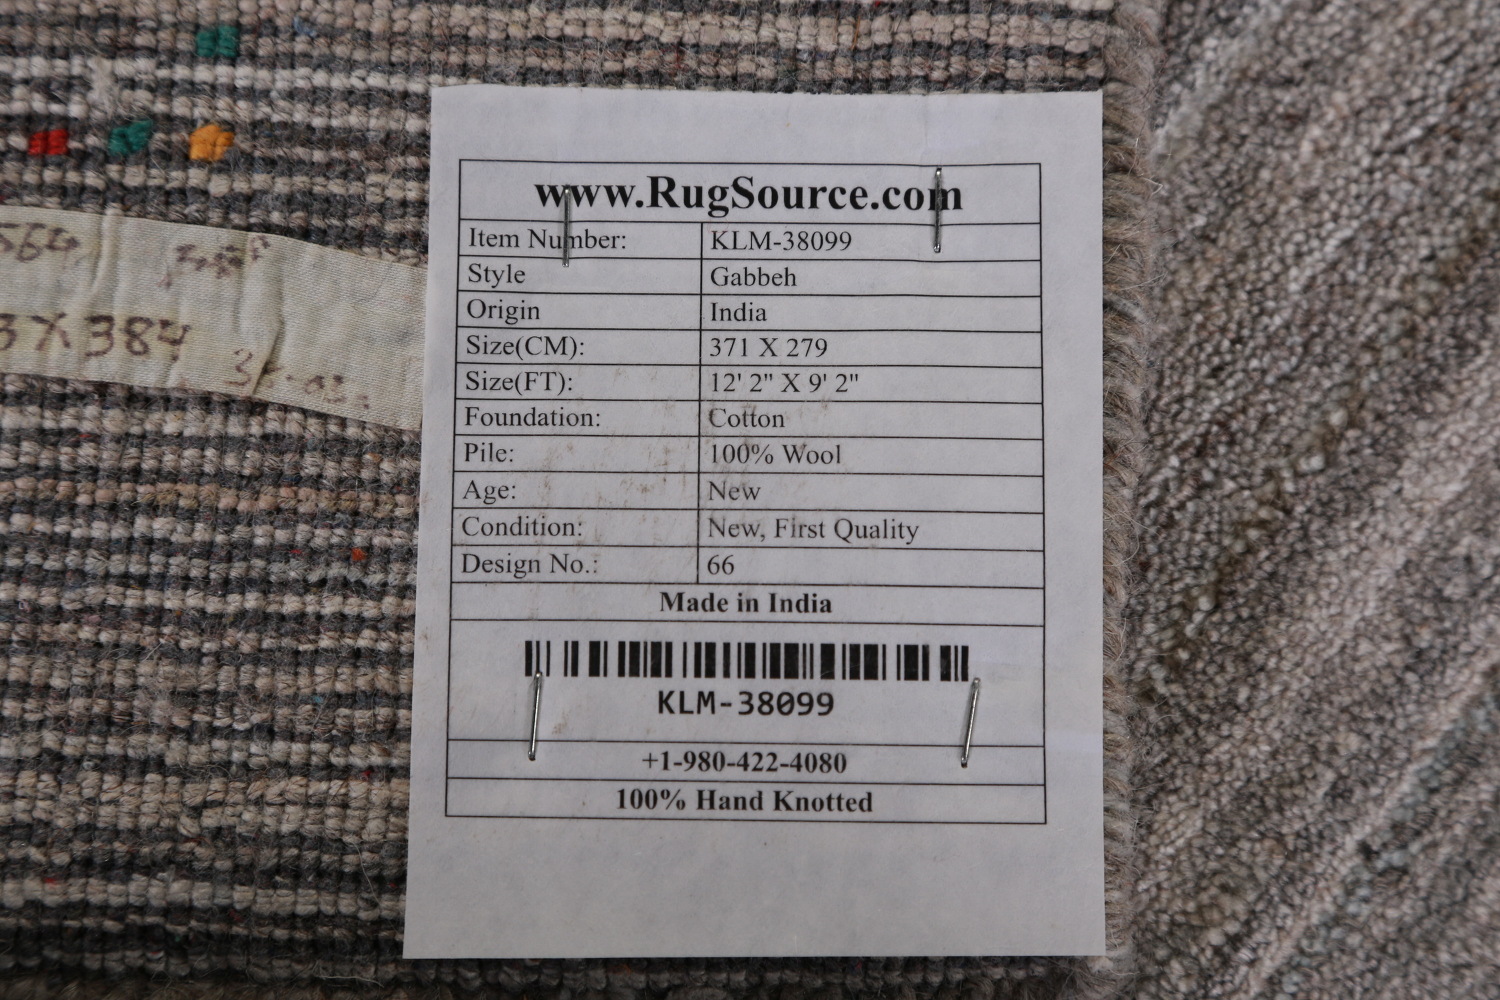 www.RugSource.com
Item Number: KLM-38099
Style Gabbeh
Origin India
Size(CM): 371 X 279
Size(FT): 12' 2" X 9' 2"
Foundation: Cotton
Pile: 100% Wool
Age: New
Condition: New, First Quality
Design No.: 66
Made in India
KLM-38099
+1-980-422-4080
100% Hand Knotted
3 X 384